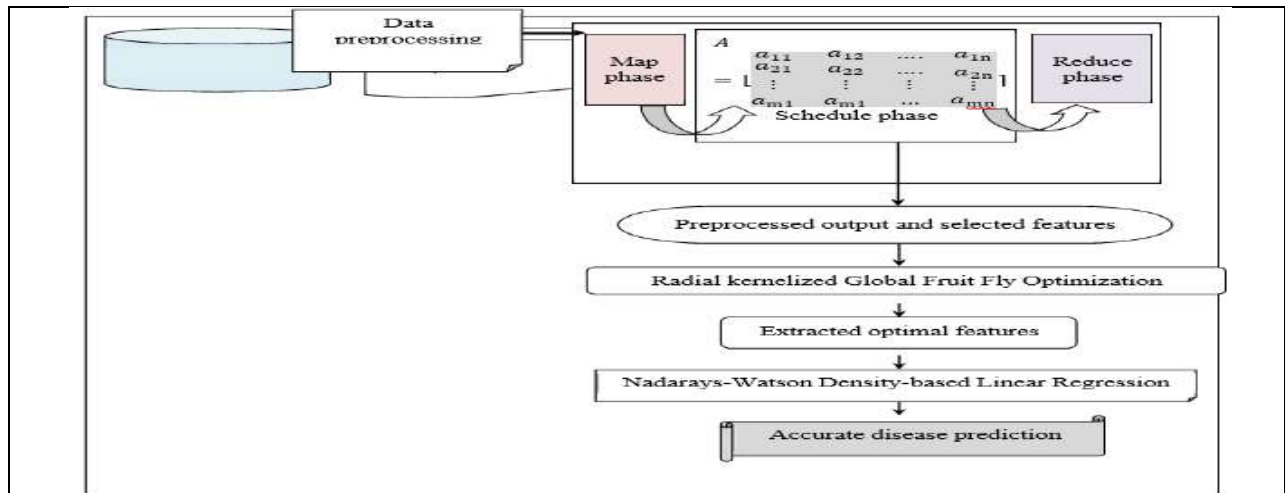 Data
preprocessing
Map
phase
A
= [
a11 a12 .... a1n
a21 a22 .... a2n
⋮ ⋮ ⋮ ⋮
am1 am1 ... amn
]
Schedule phase
Reduce
phase
Preprocessed output and selected features
Radial kernelized Global Fruit Fly Optimization
Extracted optimal features
Nadarays-Watson Density-based Linear Regression
Accurate disease prediction